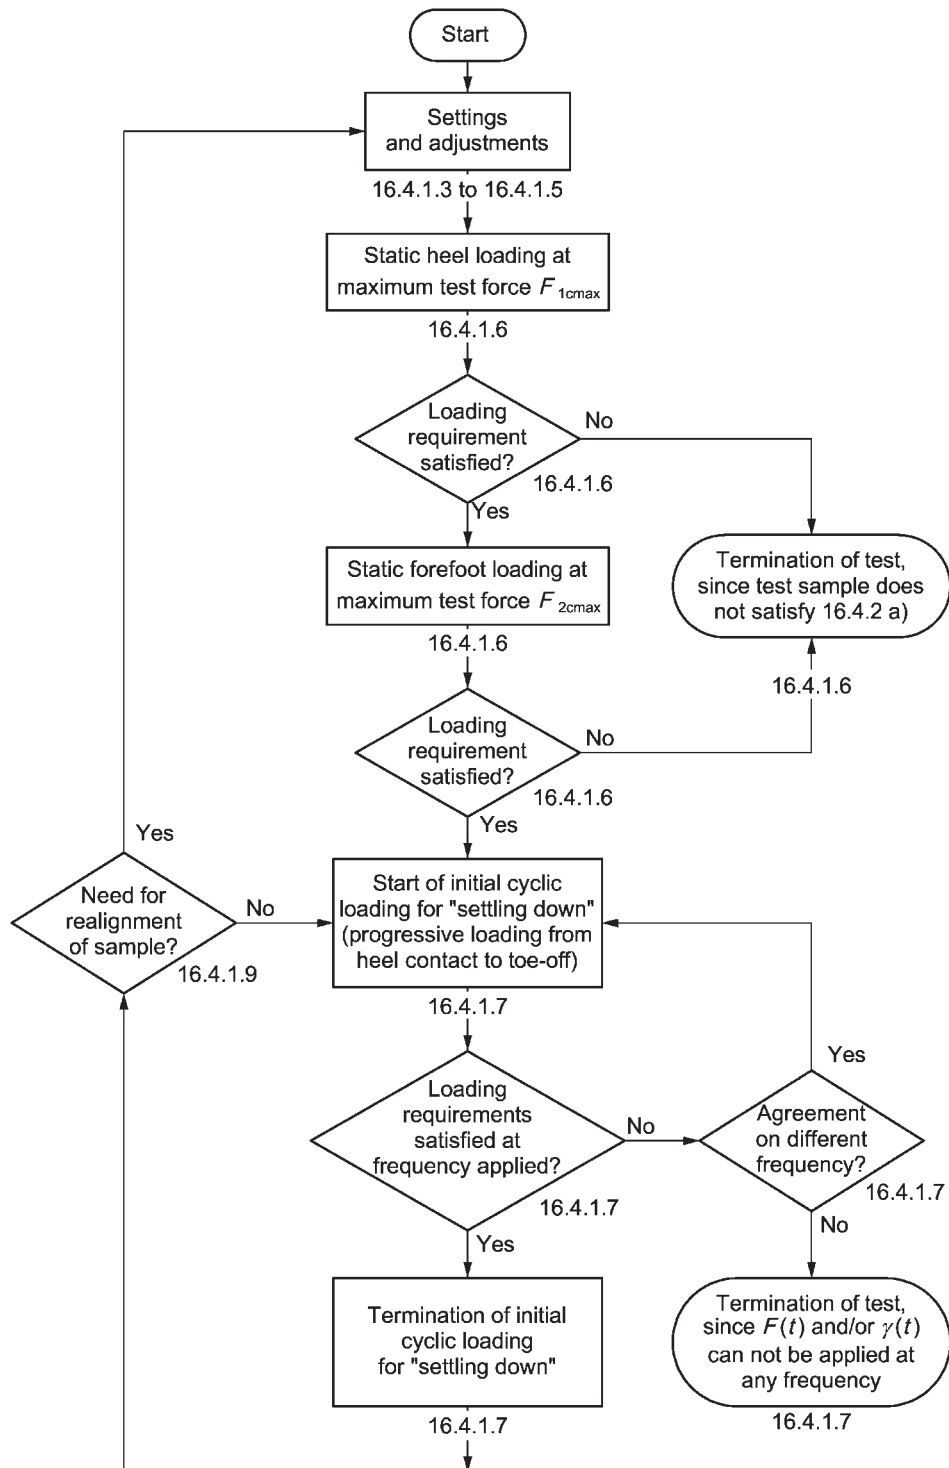 Start
Settings
and adjustments
16.4.1.3 to 16.4.1.5
Static heel loading at
maximum test force F 1cmax
16.4.1.6
Loading
requirement
satisfied?
No
16.4.1.6
Yes
Static forefoot loading at
maximum test force F 2cmax
16.4.1.6
Termination of test,
since test sample does
not satisfy 16.4.2 a)
16.4.1.6
Loading
requirement
satisfied?
No
16.4.1.6
Yes
Yes
Need for
realignment
of sample?
No
16.4.1.9
Start of initial cyclic
loading for "settling down"
(progressive loading from
heel contact to toe-off)
16.4.1.7
Loading
requirements
satisfied at
frequency applied?
No
16.4.1.7
Yes
Yes
Agreement
on different
frequency?
16.4.1.7
No
Termination of initial
cyclic loading
for "settling down"
16.4.1.7
Termination of test,
since F(t) and/or γ(t)
can not be applied at
any frequency
16.4.1.7